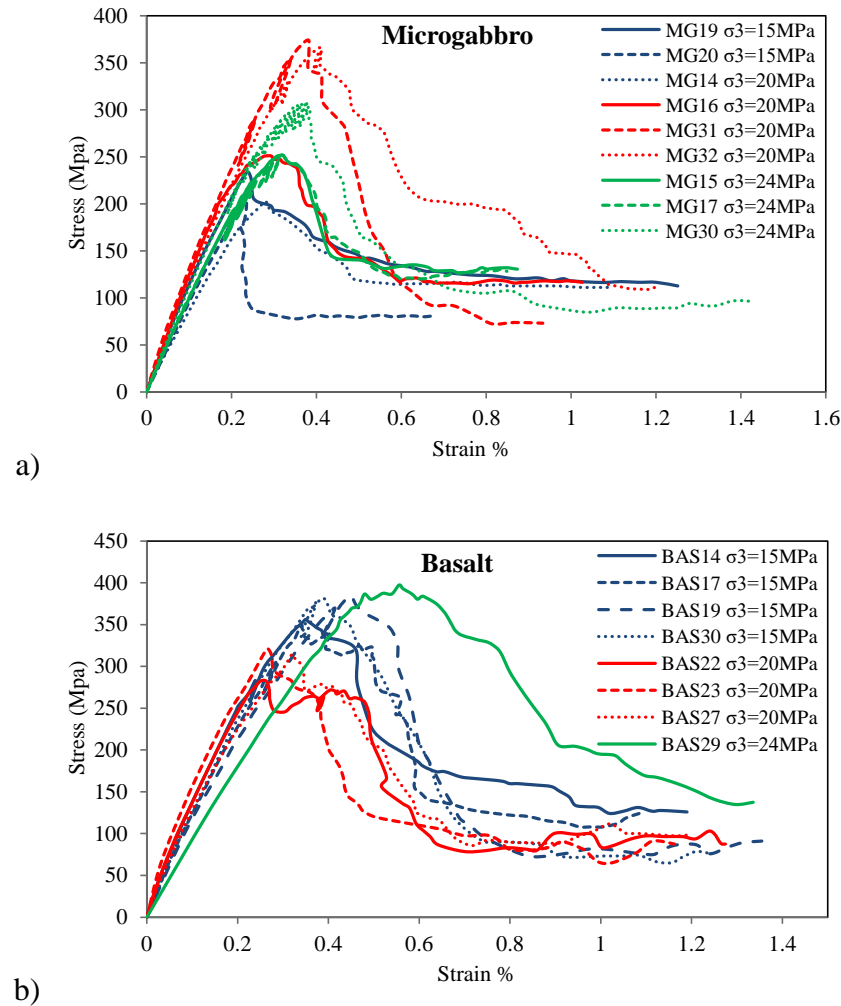 Microgabbro
400
350
300
250
200
150
100
50
0
Stress (Mpa)
0 0.2 0.4 0.6 0.8 1 1.2 1.4 1.6
Strain %
MG19 σ3=15MPa
MG20 σ3=15MPa
MG14 σ3=20MPa
MG16 σ3=20MPa
MG31 σ3=20MPa
MG32 σ3=20MPa
MG15 σ3=24MPa
MG17 σ3=24MPa
MG30 σ3=24MPa
a)
Basalt
450
400
350
300
250
200
150
100
50
0
Stress (Mpa)
0 0.2 0.4 0.6 0.8 1 1.2 1.4
Strain %
BAS14 σ3=15MPa
BAS17 σ3=15MPa
BAS19 σ3=15MPa
BAS30 σ3=15MPa
BAS22 σ3=20MPa
BAS23 σ3=20MPa
BAS27 σ3=20MPa
BAS29 σ3=24MPa
b)